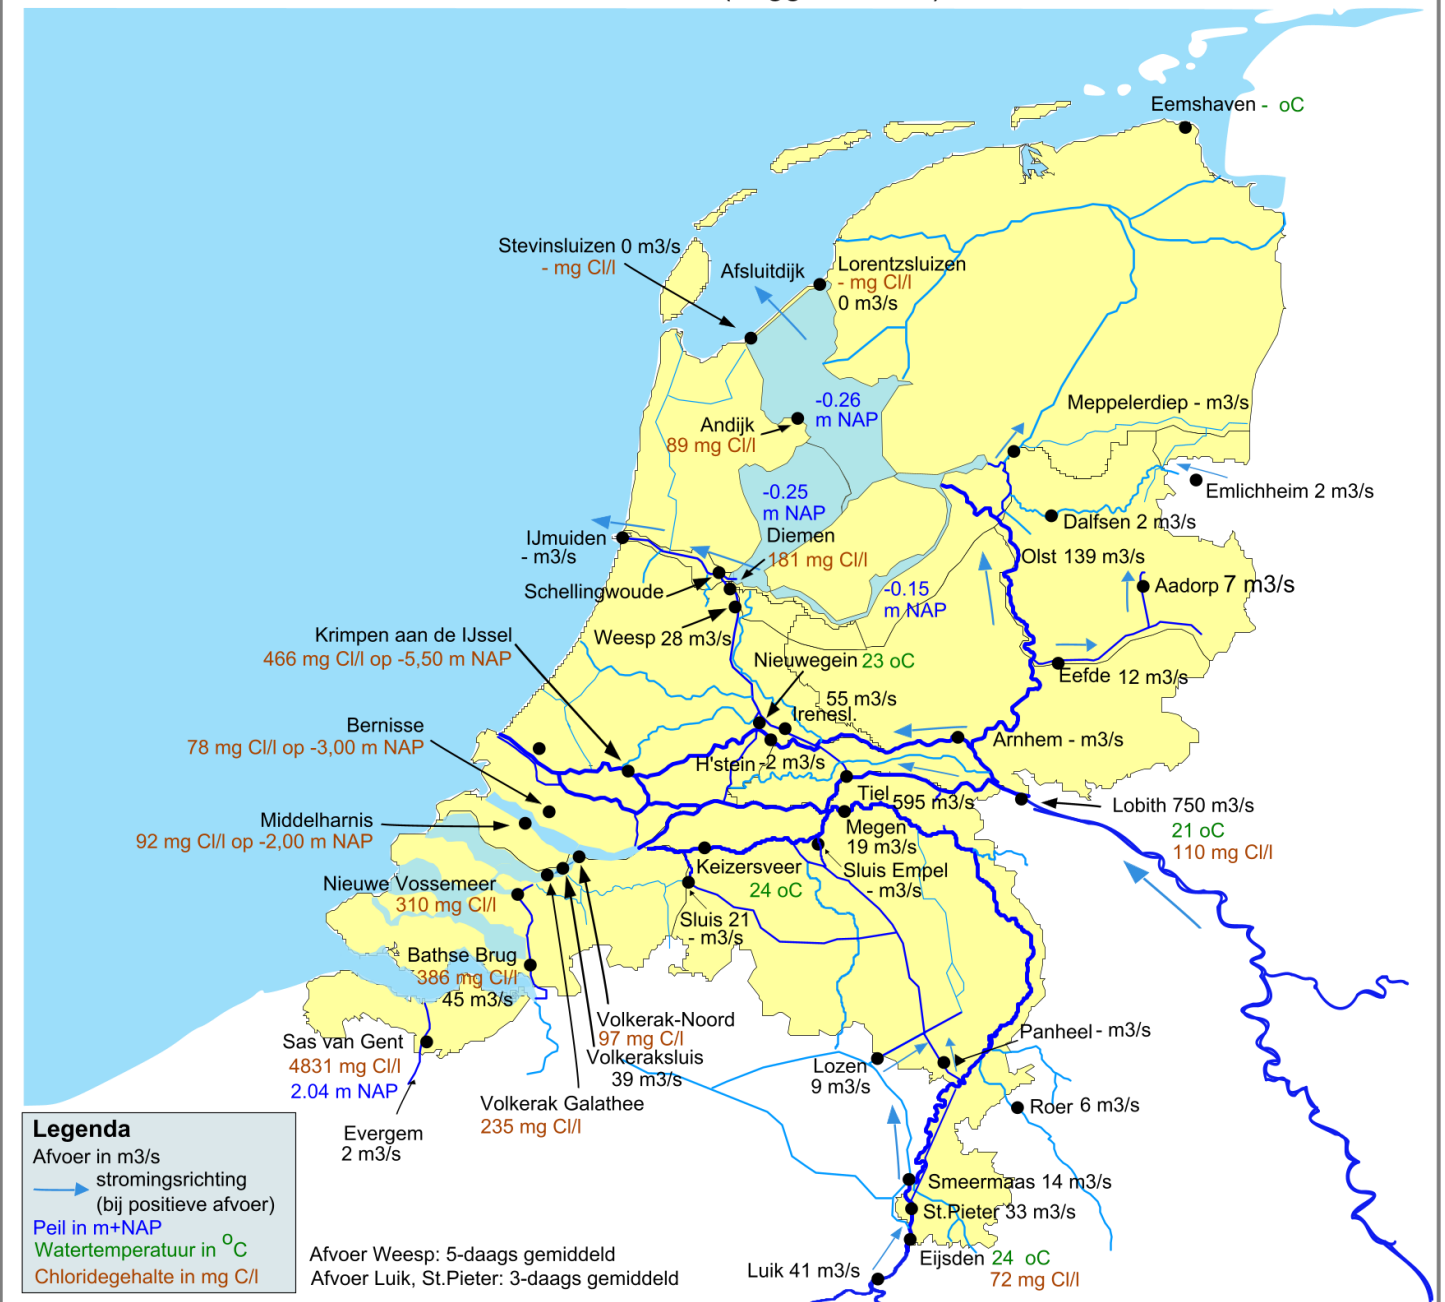 Eemshaven - oC
Stevinsluizen 0 m3/s
- mg Cl/l
Afsluitdijk
Lorentzsluizen
- mg Cl/l
0 m3/s
-0.26
m NAP
Meppelerdiep - m3/s
Andijk
89 mg Cl/l
-0.25
m NAP
Emlichheim 2 m3/s
Dalfsen 2 m3/s
IJmuiden
- m3/s
Diemen
181 mg Cl/l
Olst 139 m3/s
Schellingwoude
-0.15
m NAP
Aadorp 7 m3/s
Krimpen aan de IJssel
466 mg Cl/l op -5,50 m NAP
Weesp 28 m3/s
Nieuwegein 23 oC
Eefde 12 m3/s
55 m3/s
Irenesl.
Bernisse
78 mg Cl/l op -3,00 m NAP
Arnhem - m3/s
H'stein -2 m3/s
Tiel 595 m3/s
Lobith 750 m3/s
21 oC
110 mg Cl/l
Middelharnis
92 mg Cl/l op -2,00 m NAP
Megen
19 m3/s
Keizersveer
24 oC
Sluis Empel
- m3/s
Nieuwe Vossemeer
310 mg Cl/l
Sluis 21
- m3/s
Bathse Brug
386 mg Cl/l
45 m3/s
Volkerak-Noord
97 mg C/l
Volkeraksluis
39 m3/s
Panheel - m3/s
Sas van Gent
4831 mg Cl/l
2.04 m NAP
Lozen
9 m3/s
Volkerak Galathee
235 mg Cl/l
Roer 6 m3/s
Evergem
2 m3/s
Smeermaas 14 m3/s
St.Pieter 33 m3/s
Eijsden 24 oC
72 mg Cl/l
Luik 41 m3/s
Legenda
Afvoer in m3/s
stromingsrichting
(bij positieve afvoer)
Peil in m+NAP
Watertemperatuur in °C
Chloridegehalte in mg C/l
Afvoer Weesp: 5-daags gemiddeld
Afvoer Luik, St.Pieter: 3-daags gemiddeld